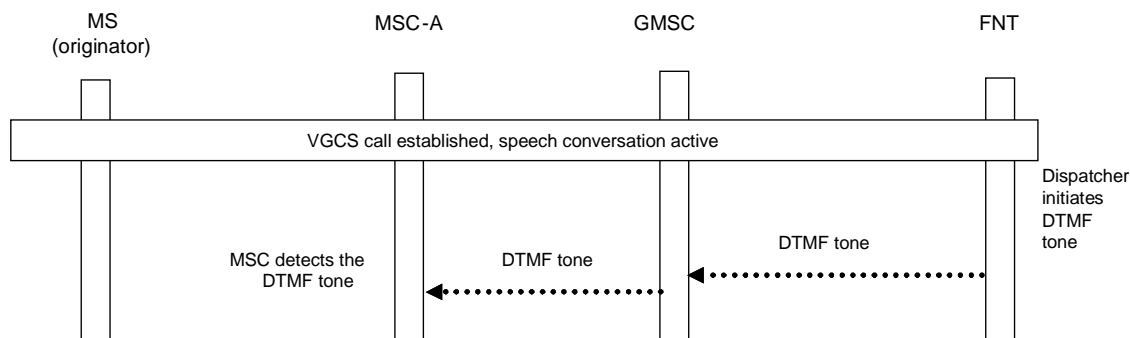 MS
(originator)
MSC-A
GMSC
FNT
VGCS call established, speech conversation active
Dispatcher
initiates
DTMF
tone
DTMF tone
MSC detects the
DTMF tone
DTMF tone